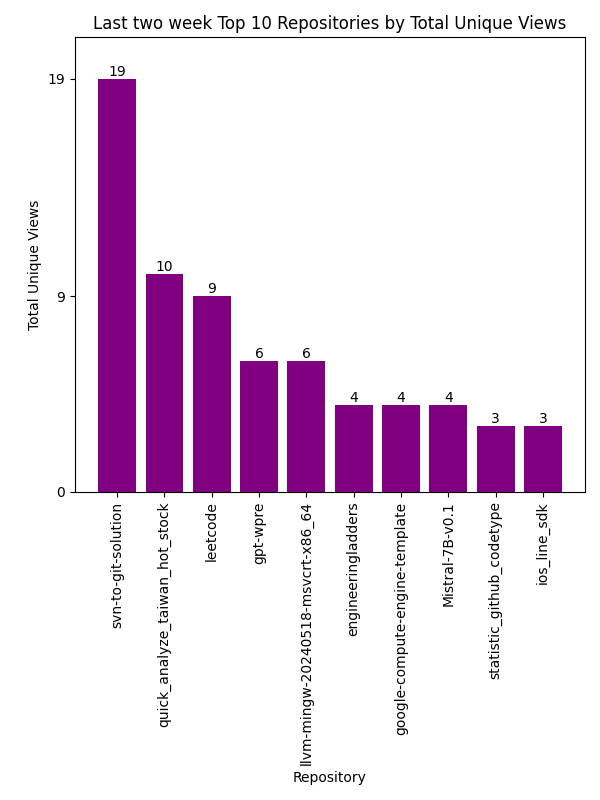 Last two week Top 10 Repositories by Total Unique Views
Total Unique Views
19
9
0
19
10
9
6
6
4
4
4
3
3
svn-to-git-solution
quick_analyze_taiwan_hot_stock
leetcode
gpt-wpre
llvm-mingw-20240518-msvcrt-x86_64
engineeringladders
google-compute-engine-template
Mistral-7B-v0.1
statistic_github_codetype
ios_line_sdk
Repository